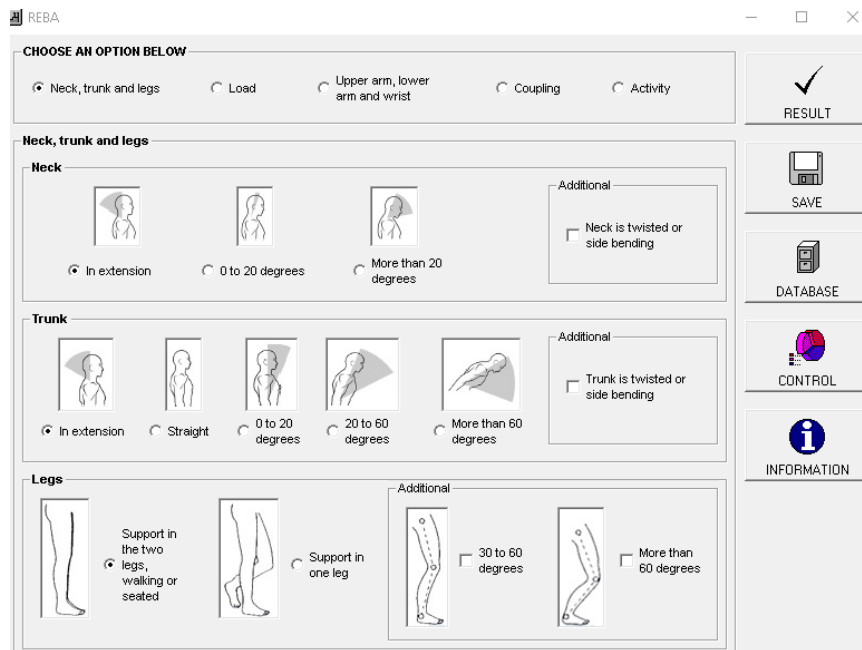 REBA
CHOOSE AN OPTION BELOW
Neck, trunk and legs
Load
Upper arm, lower
arm and wrist
Coupling
Activity
RESULT
Neck, trunk and legs
Neck
In extension
0 to 20 degrees
More than 20
degrees
Additional
Neck is twisted or
side bending
SAVE
DATABASE
Trunk
In extension
Straight
0 to 20
degrees
20 to 60
degrees
More than 60
degrees
Additional
Trunk is twisted or
side bending
CONTROL
INFORMATION
Legs
Support in
the two
legs,
walking or
seated
Support in
one leg
Additional
30 to 60
degrees
More than
60 degrees